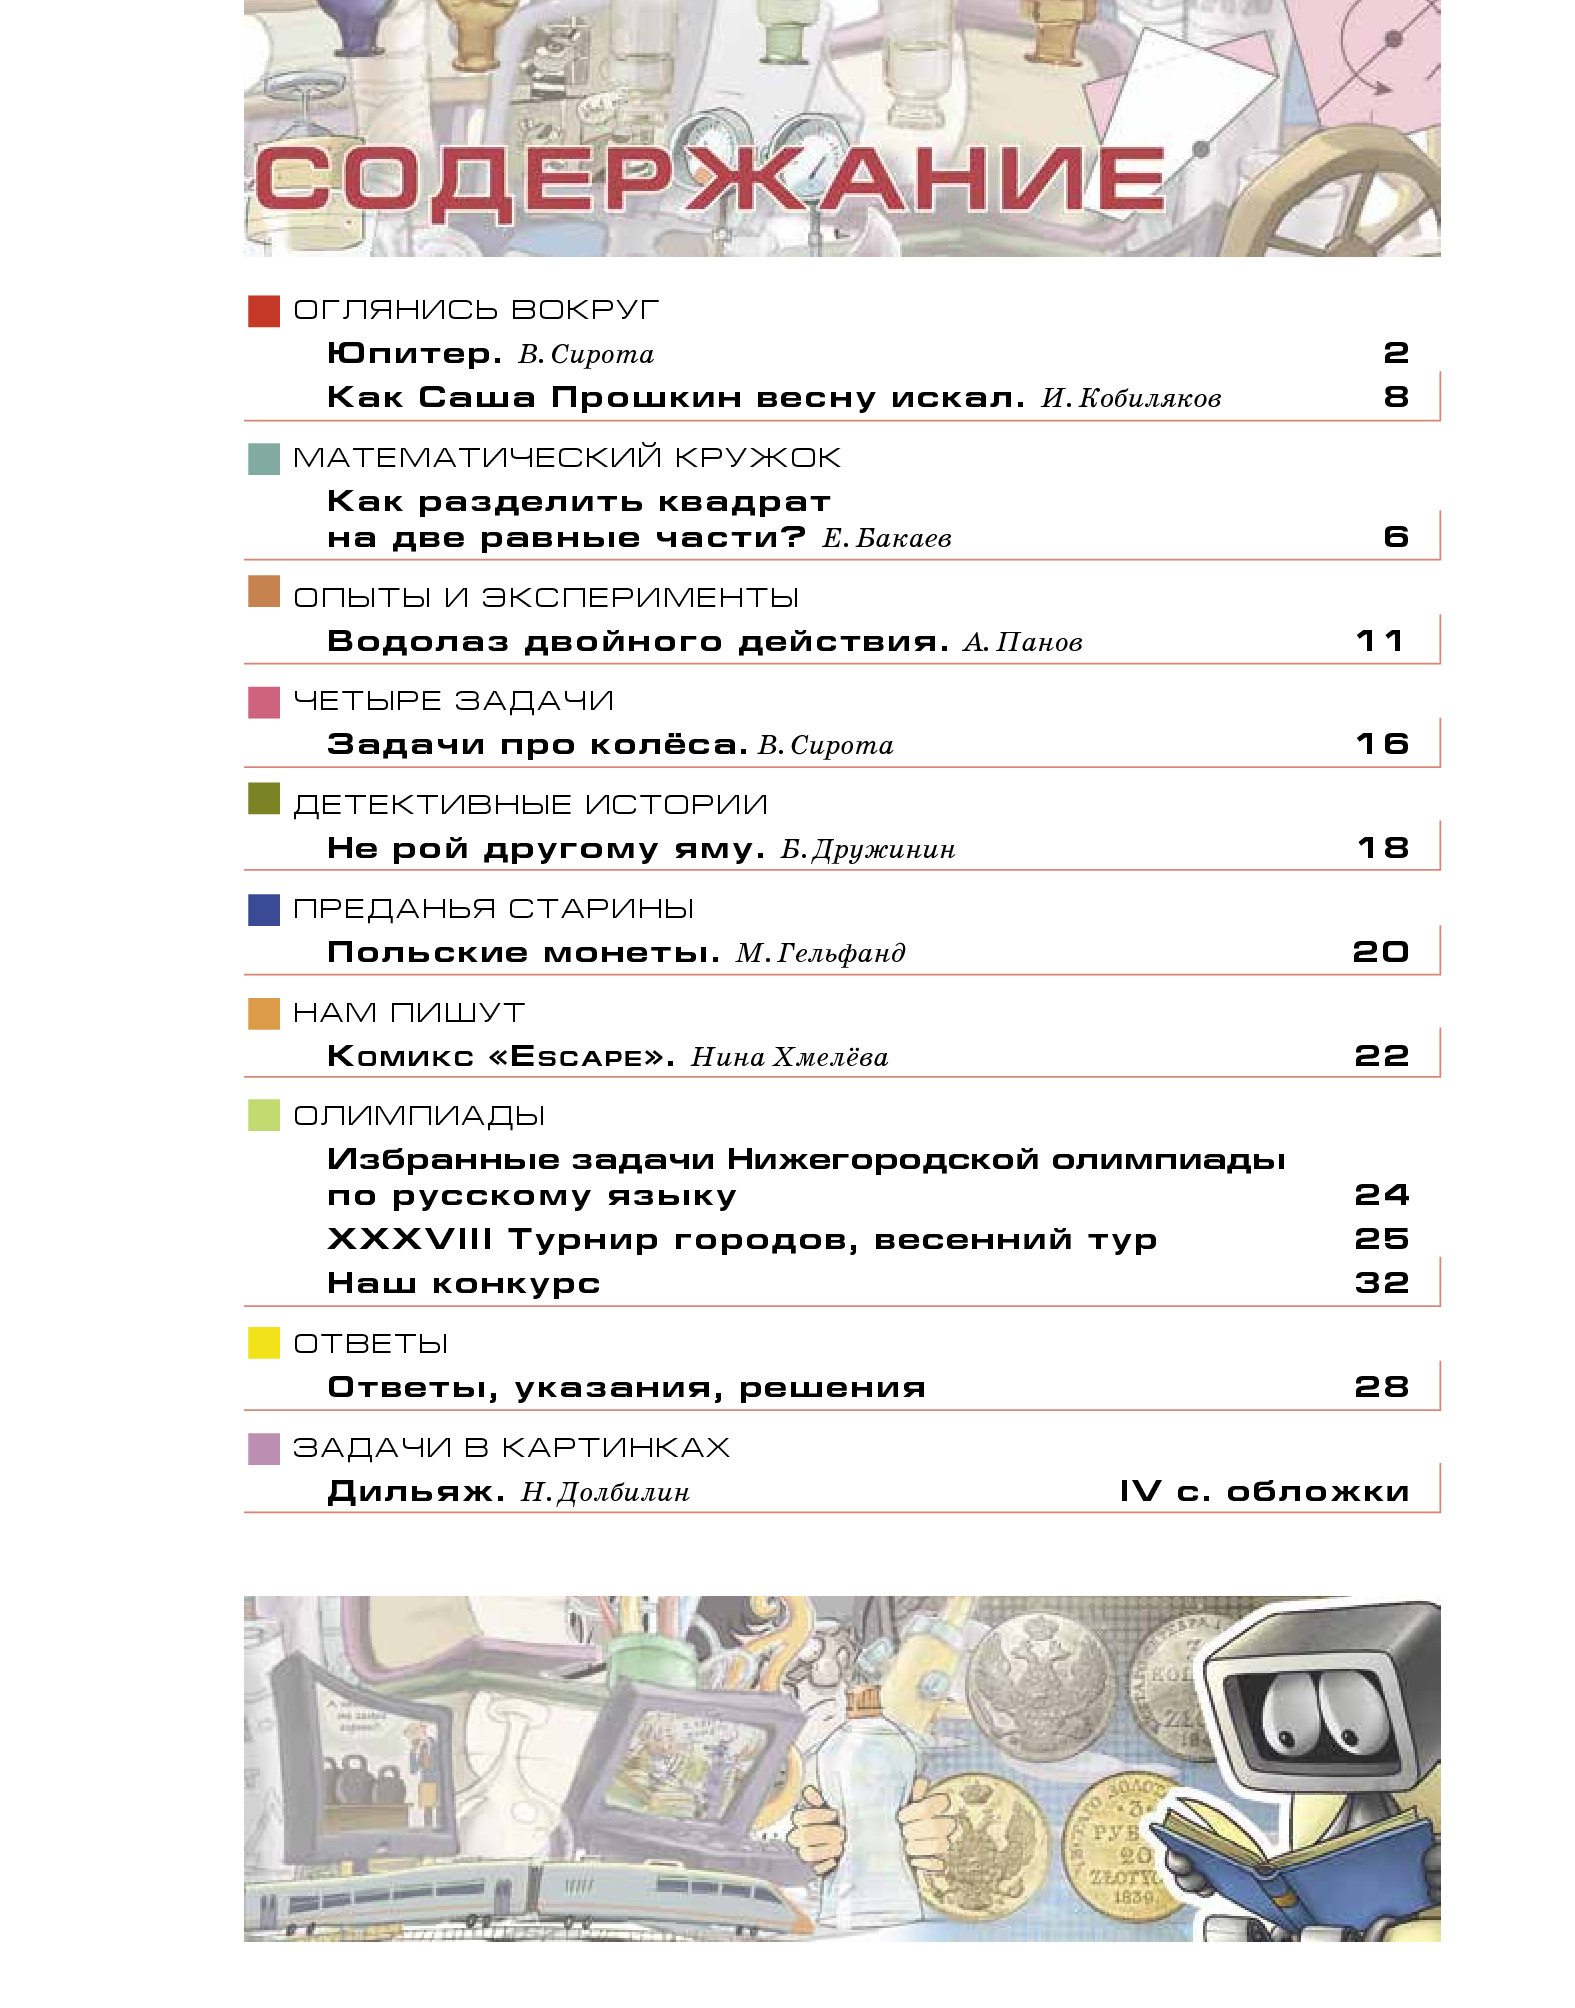 СОДЕРЖАНИЕ
ОГЛЯНИСЬ ВОКРУГ
Юпитер. В. Сирота 2
Как Саша Прошкин весну искал. И. Кобиляков 8
МАТЕМАТИЧЕСКИЙ КРУЖОК
Как разделить квадрат
на две равные части? Е. Бакаев 6
ОПЫТЫ И ЭКСПЕРИМЕНТЫ
Водолаз двойного действия. А. Панов 11
ЧЕТЫРЕ ЗАДАЧИ
Задачи про колёса. В. Сирота 16
ДЕТЕКТИВНЫЕ ИСТОРИИ
Не рой другому яму. Б. Дружинин 18
ПРЕДАНЬЯ СТАРИНЫ
Польские монеты. М. Гельфанд 20
НАМ ПИШУТ
Комикс «Escape». Нина Хмелёва 22
ОЛИМПИАДЫ
Избранные задачи Нижегородской олимпиады
по русскому языку 24
XXXVIII Турнир городов, весенний тур 25
Наш конкурс 32
ОТВЕТЫ
Ответы, указания, решения 28
ЗАДАЧИ В КАРТИНКАХ
Дильяж. Н. Долбилин IV с. обложки
3
20
ZŁOTYC
1839